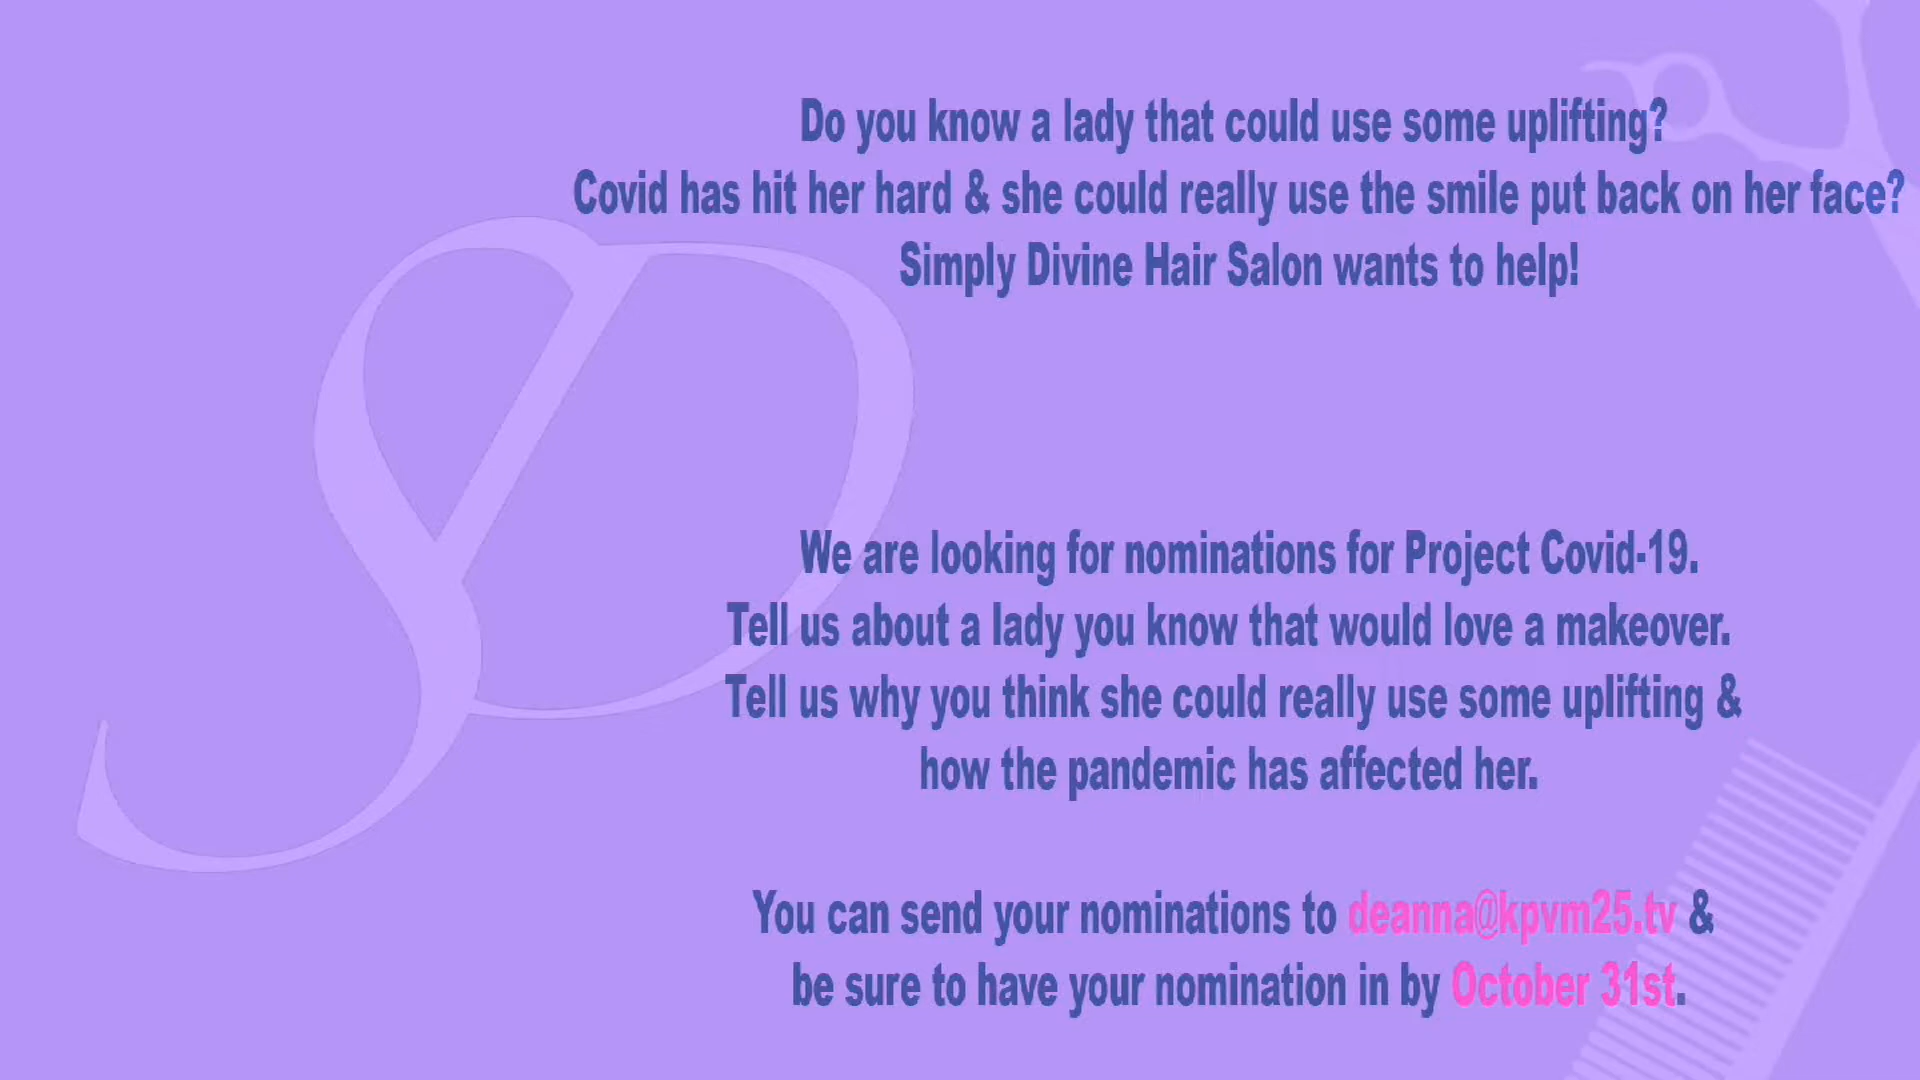 Do you know a lady that could use some uplifting?
Covid has hit her hard & she could really use the smile put back on her face?
Simply Divine Hair Salon wants to help!
We are looking for nominations for Project Covid-19.
Tell us about a lady you know that would love a makeover.
Tell us why you think she could really use some uplifting &
how the pandemic has affected her.
You can send your nominations to deanna@kpvm25.tv &
be sure to have your nomination in by October 31st.
SD